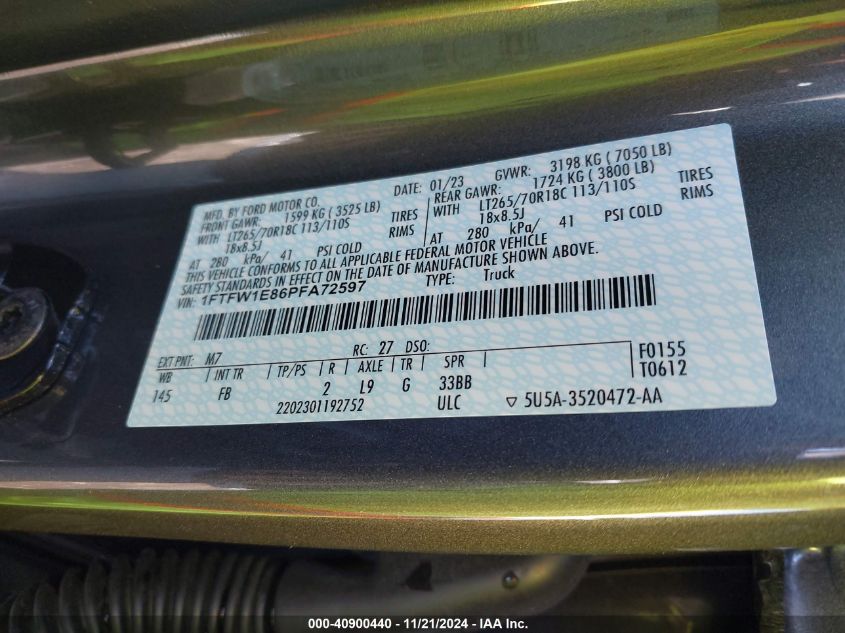 MFD. BY FORD MOTOR CO. DATE: 01/23 GVWR: 3198 KG ( 7050 LB)
FRONT GAWR: 1599 KG ( 3525 LB) REAR GAWR: 1724 KG ( 3800 LB)
WITH LT265/70R18C 113/110S TIRES WITH LT265/70R18C 113/110S TIRES
18x8.5J RIMS 18x8.5J RIMS
AT 280 kPa/ 41 PSI COLD AT 280 kPa/ 41 PSI COLD
THIS VEHICLE CONFORMS TO ALL APPLICABLE FEDERAL MOTOR VEHICLE
SAFETY STANDARDS IN EFFECT ON THE DATE OF MANUFACTURE SHOWN ABOVE.
VIN: 1FTFW1E86PFA72597 TYPE: Truck
EXT PNT: M7 RC: 27 DSO: F0155
WB INT TR TP/PS R AXLE TR SPR T0612
145 FB 2 L9 G 33BB
2202301192752 ULC ▽ 5U5A-3520472-AA
000-40900440 - 11/21/2024 - IAA Inc.